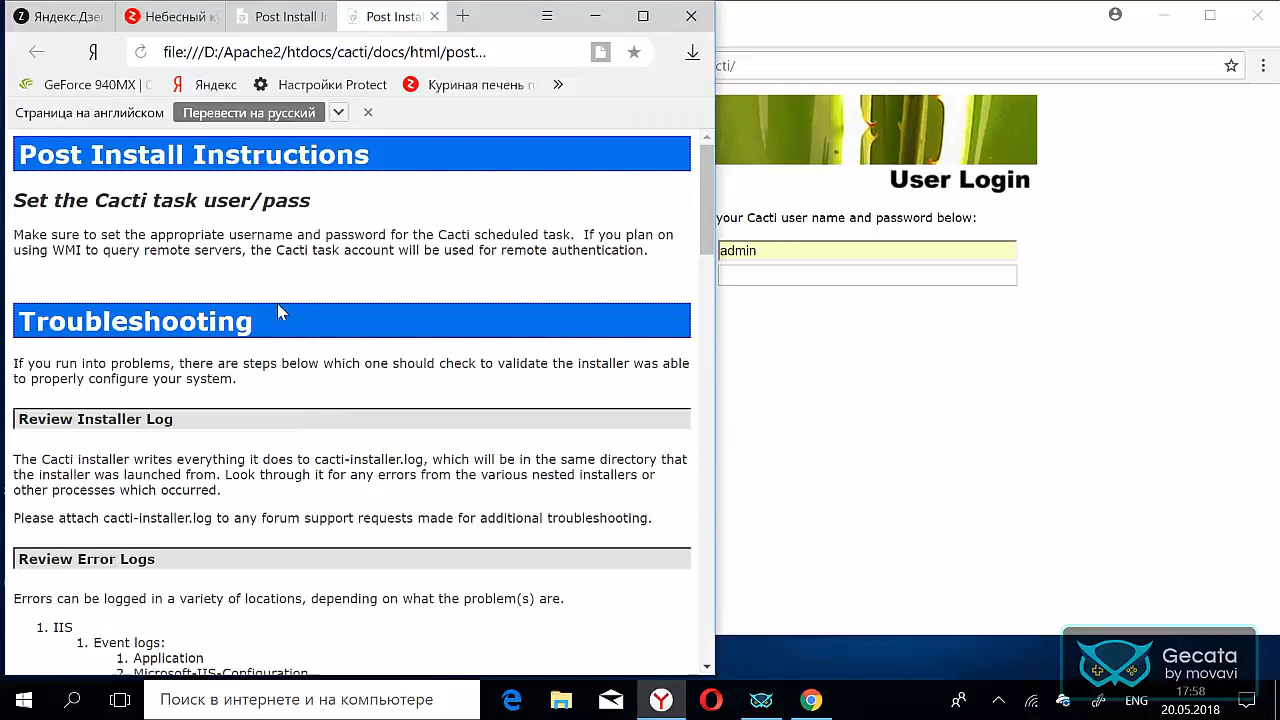 Яндекс.Дзе
Небесный к
Post Install I
Post Insta
file:///D:/Apache2/htdocs/cacti/docs/html/post...
GeForce 940MX | 
Яндекс
Настройки Protect
Куриная печень п
»
Страница на английском
Перевести на русский
Post Install Instructions
Set the Cacti task user/pass
Make sure to set the appropriate username and password for the Cacti scheduled task. If you plan on
using WMI to query remote servers, the Cacti task account will be used for remote authentication.
Troubleshooting
If you run into problems, there are steps below which one should check to validate the installer was able
to properly configure your system.
Review Installer Log
The Cacti installer writes everything it does to cacti-installer.log, which will be in the same directory that
the installer was launched from. Look through it for any errors from the various nested installers or
other processes which occurred.
Please attach cacti-installer.log to any forum support requests made for additional troubleshooting.
Review Error Logs
Errors can be logged in a variety of locations, depending on what the problem(s) are.
1. IIS
1. Event logs:
1. Application
2. Microsoft-IIS-Configuration
cti/
User Login
your Cacti user name and password below:
admin
Gecata
by movavi
Поиск в интернете и на компьютере
ENG
17:58
20.05.2018